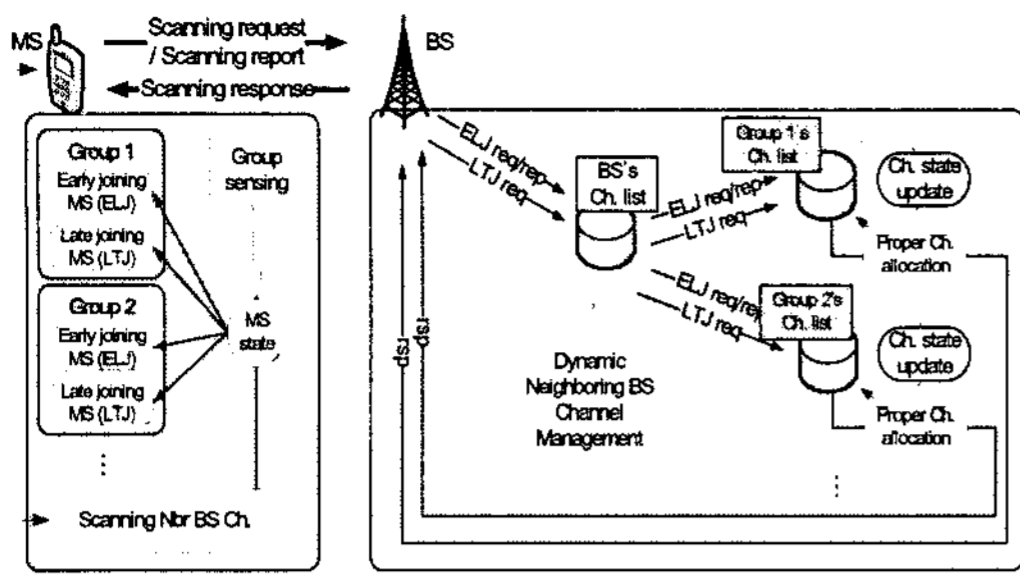 MS
Scanning request
/ Scanning report
Scanning response
BS
Group 1
Early joining
MS (ELJ)
Late joining
MS (LTJ)
Group
sensing
Group 2
Early joining
MS (ELJ)
Late joining
MS (LTJ)
MS
state
Scanning Nbr BS Ch.
ELJ req/rep
LTJ req
BS's
Ch. list
ELJ req/rep
LTJ req
Group 1's
Ch. list
Ch. state
update
Proper Ch.
allocation
ELJ req/rep
LTJ req
Group 2's
Ch. list
Ch. state
update
Proper Ch.
allocation
rsp
rsp
Dynamic
Neighboring BS
Channel
Management